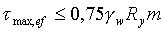 τmax,ef ≤ 0,75γwRym